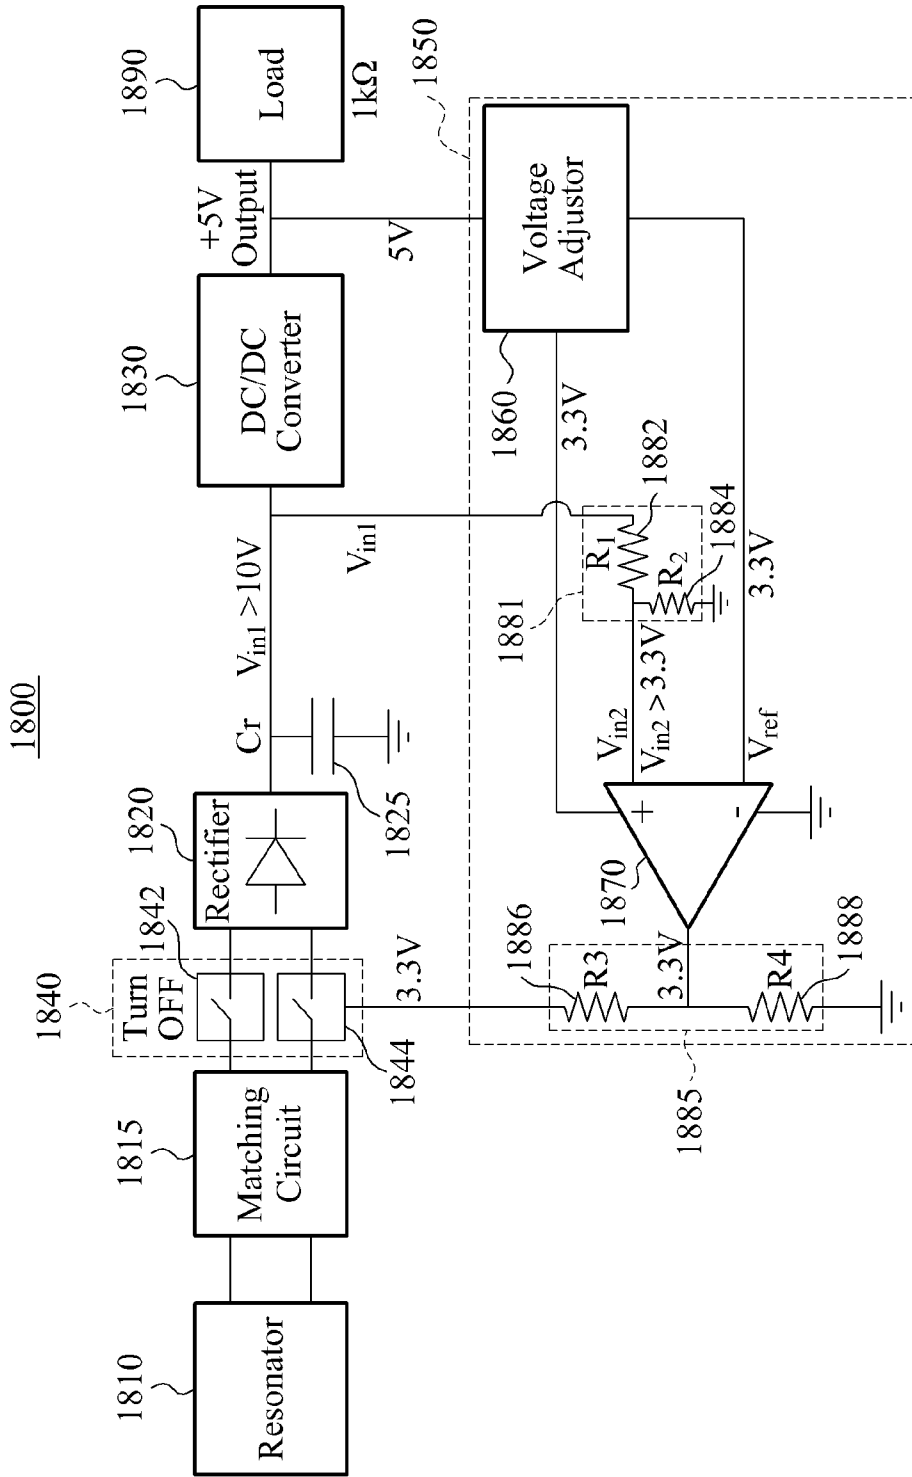 1800
1810
Resonator
1815
Matching
Circuit
1840
Turn
OFF
1842
1844
1820
Rectifier
Cr
1825
Vin1 >10V
Vin1
1830
DC/DC
Converter
+5V
Output
1890
Load
1kΩ
1850
5V
Voltage
Adjustor
1860
3.3V
1881
R1
1882
R2
1884
Vin2
Vin2 >3.3V
3.3V
Vref
+
-
1870
3.3V
1886
R3
3.3V
R4
1888
1885